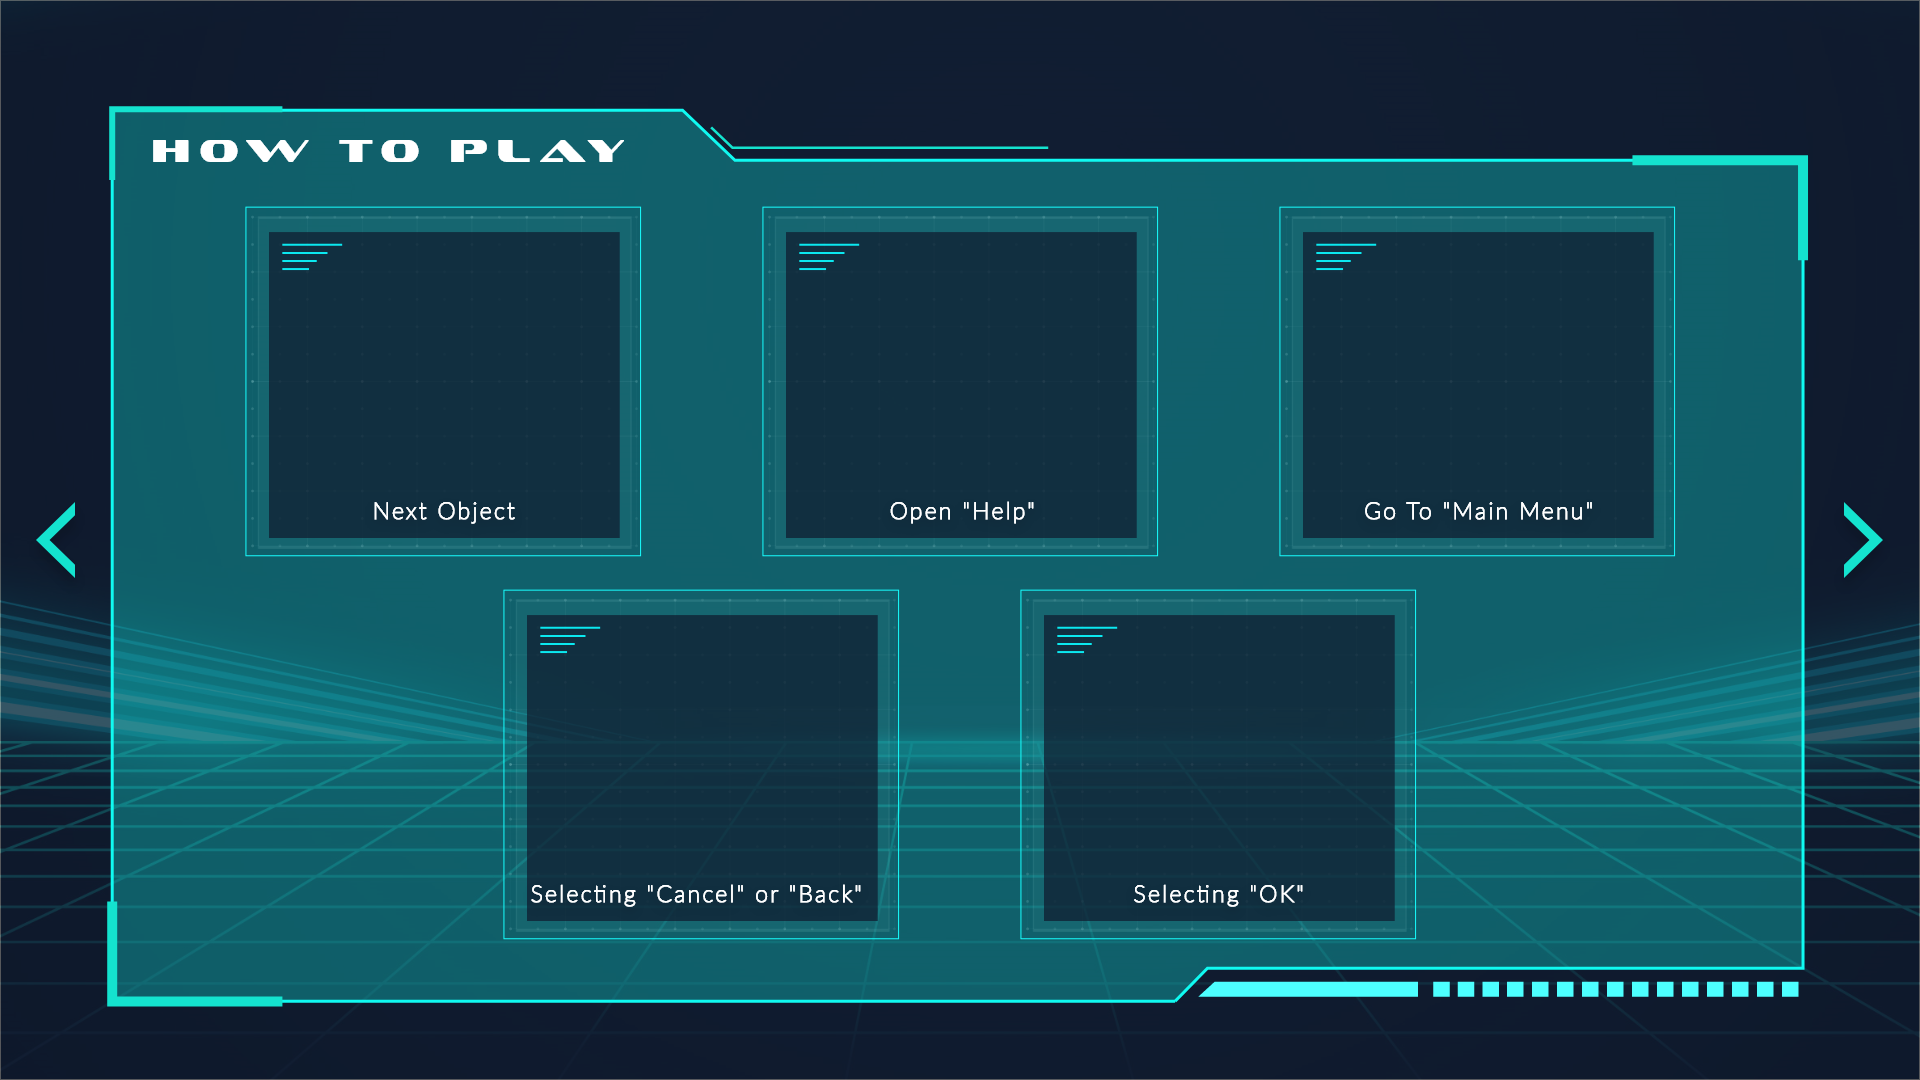 HOW TO PLAY
Next Object
Open "Help"
Go To "Main Menu"
Selecting "Cancel" or "Back"
Selecting "OK"